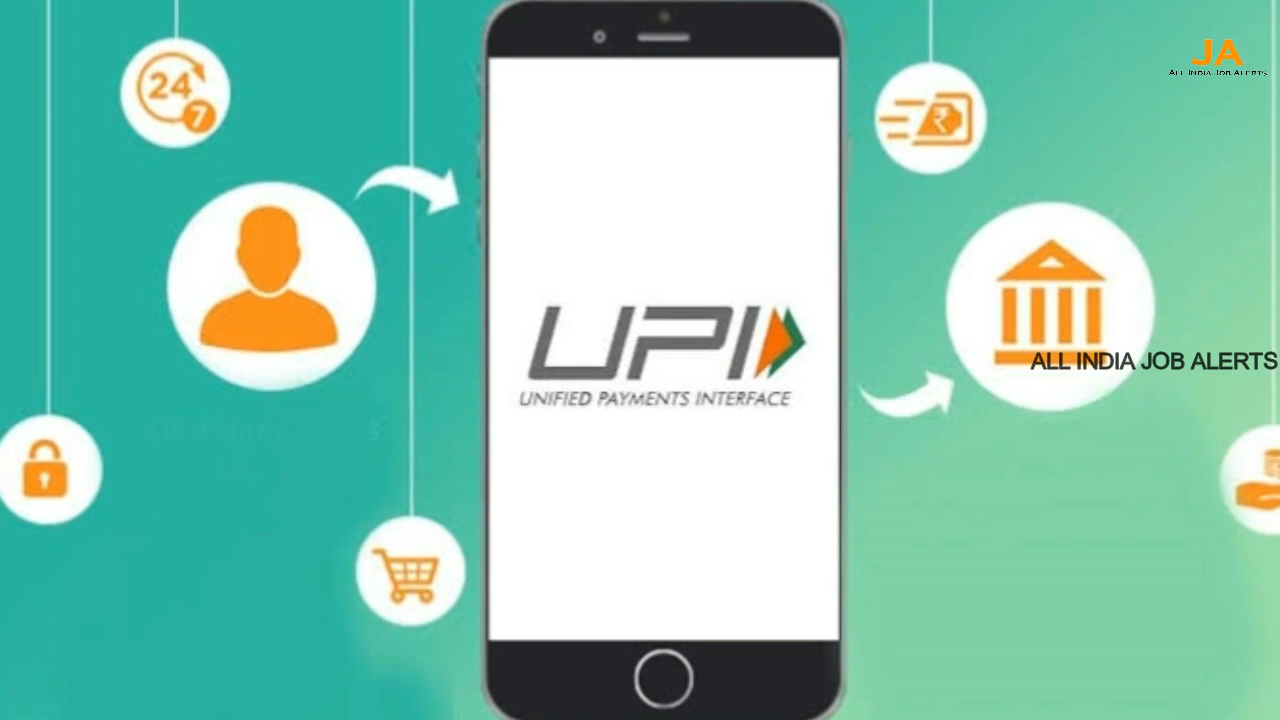 24
7
JA
ALL INDIA JOB ALERTS
₹
UPI
UNIFIED PAYMENTS INTERFACE
ALL INDIA JOB ALERTS